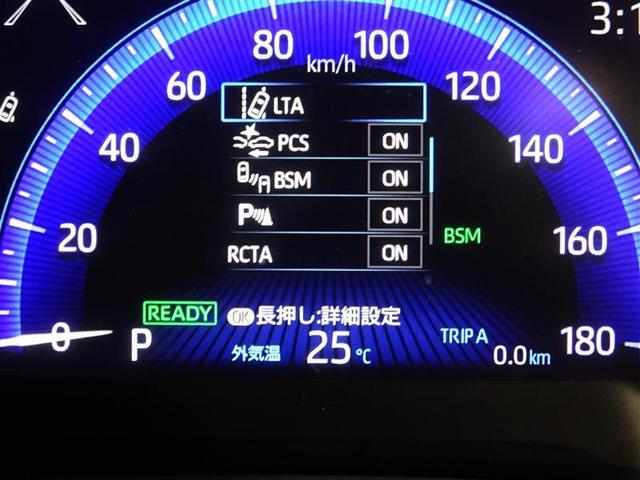 80
100
3:1
60
km/h
120
LTA
40
PCS ON
140
BSM ON
P ON
20
BSM
160
RCTA ON
READY
OK 長押し:詳細設定
0
P
外気温 25℃
TRIP A
0.0 km
180